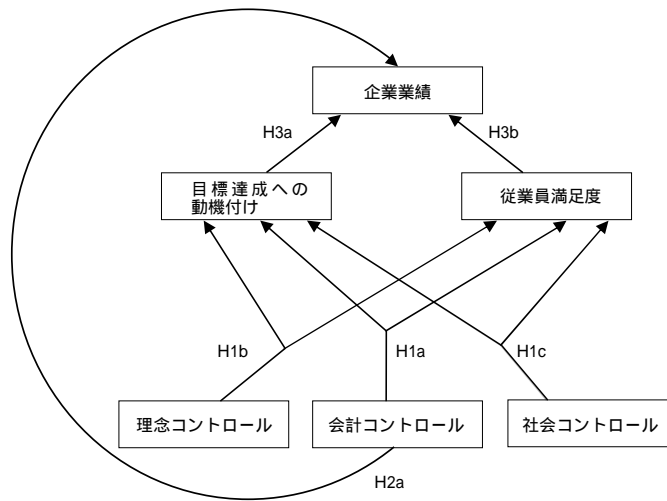 企業業績
H3a
H3b
目標達成への
動機付け
従業員満足度
H1b
H1a
H1c
理念コントロール
会計コントロール
社会コントロール
H2a